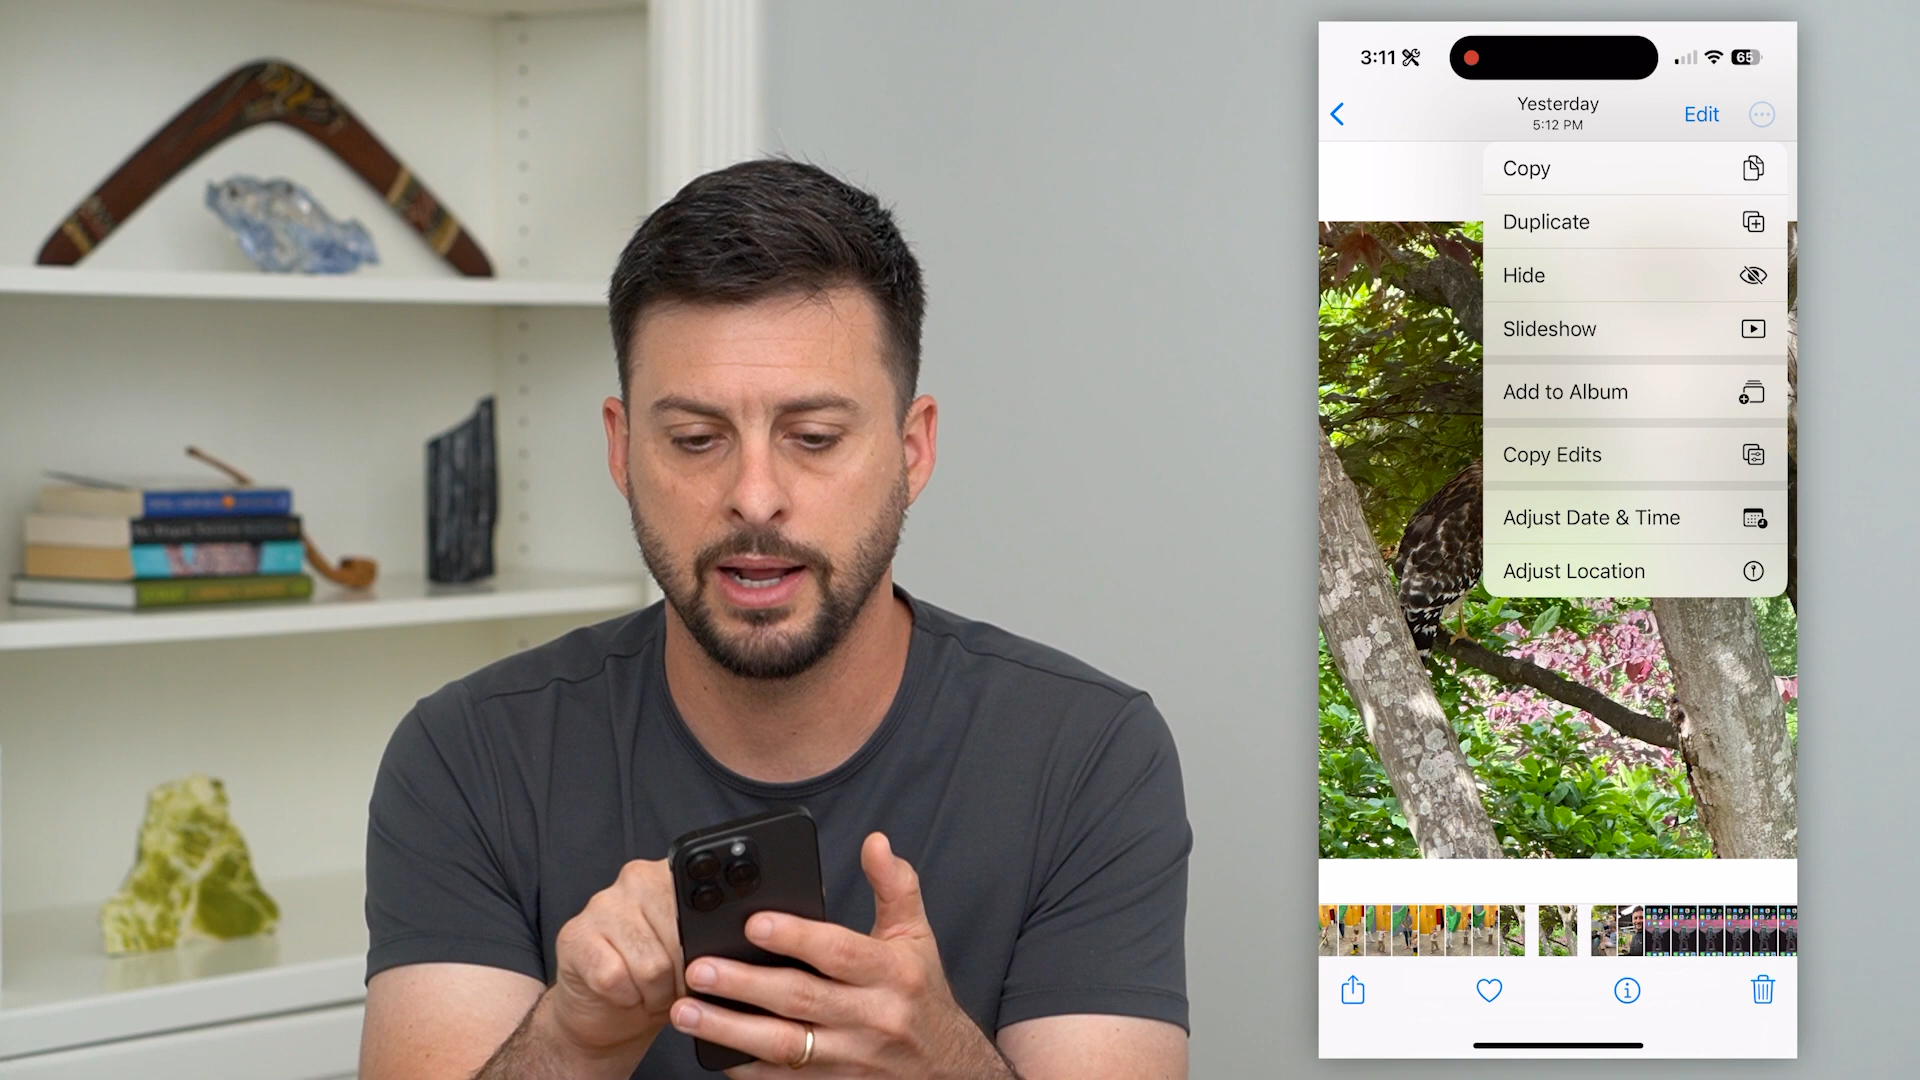 3:11
65
Yesterday
5:12 PM
Edit
Copy
Duplicate
Hide
Slideshow
Add to Album
Copy Edits
Adjust Date & Time
Adjust Location